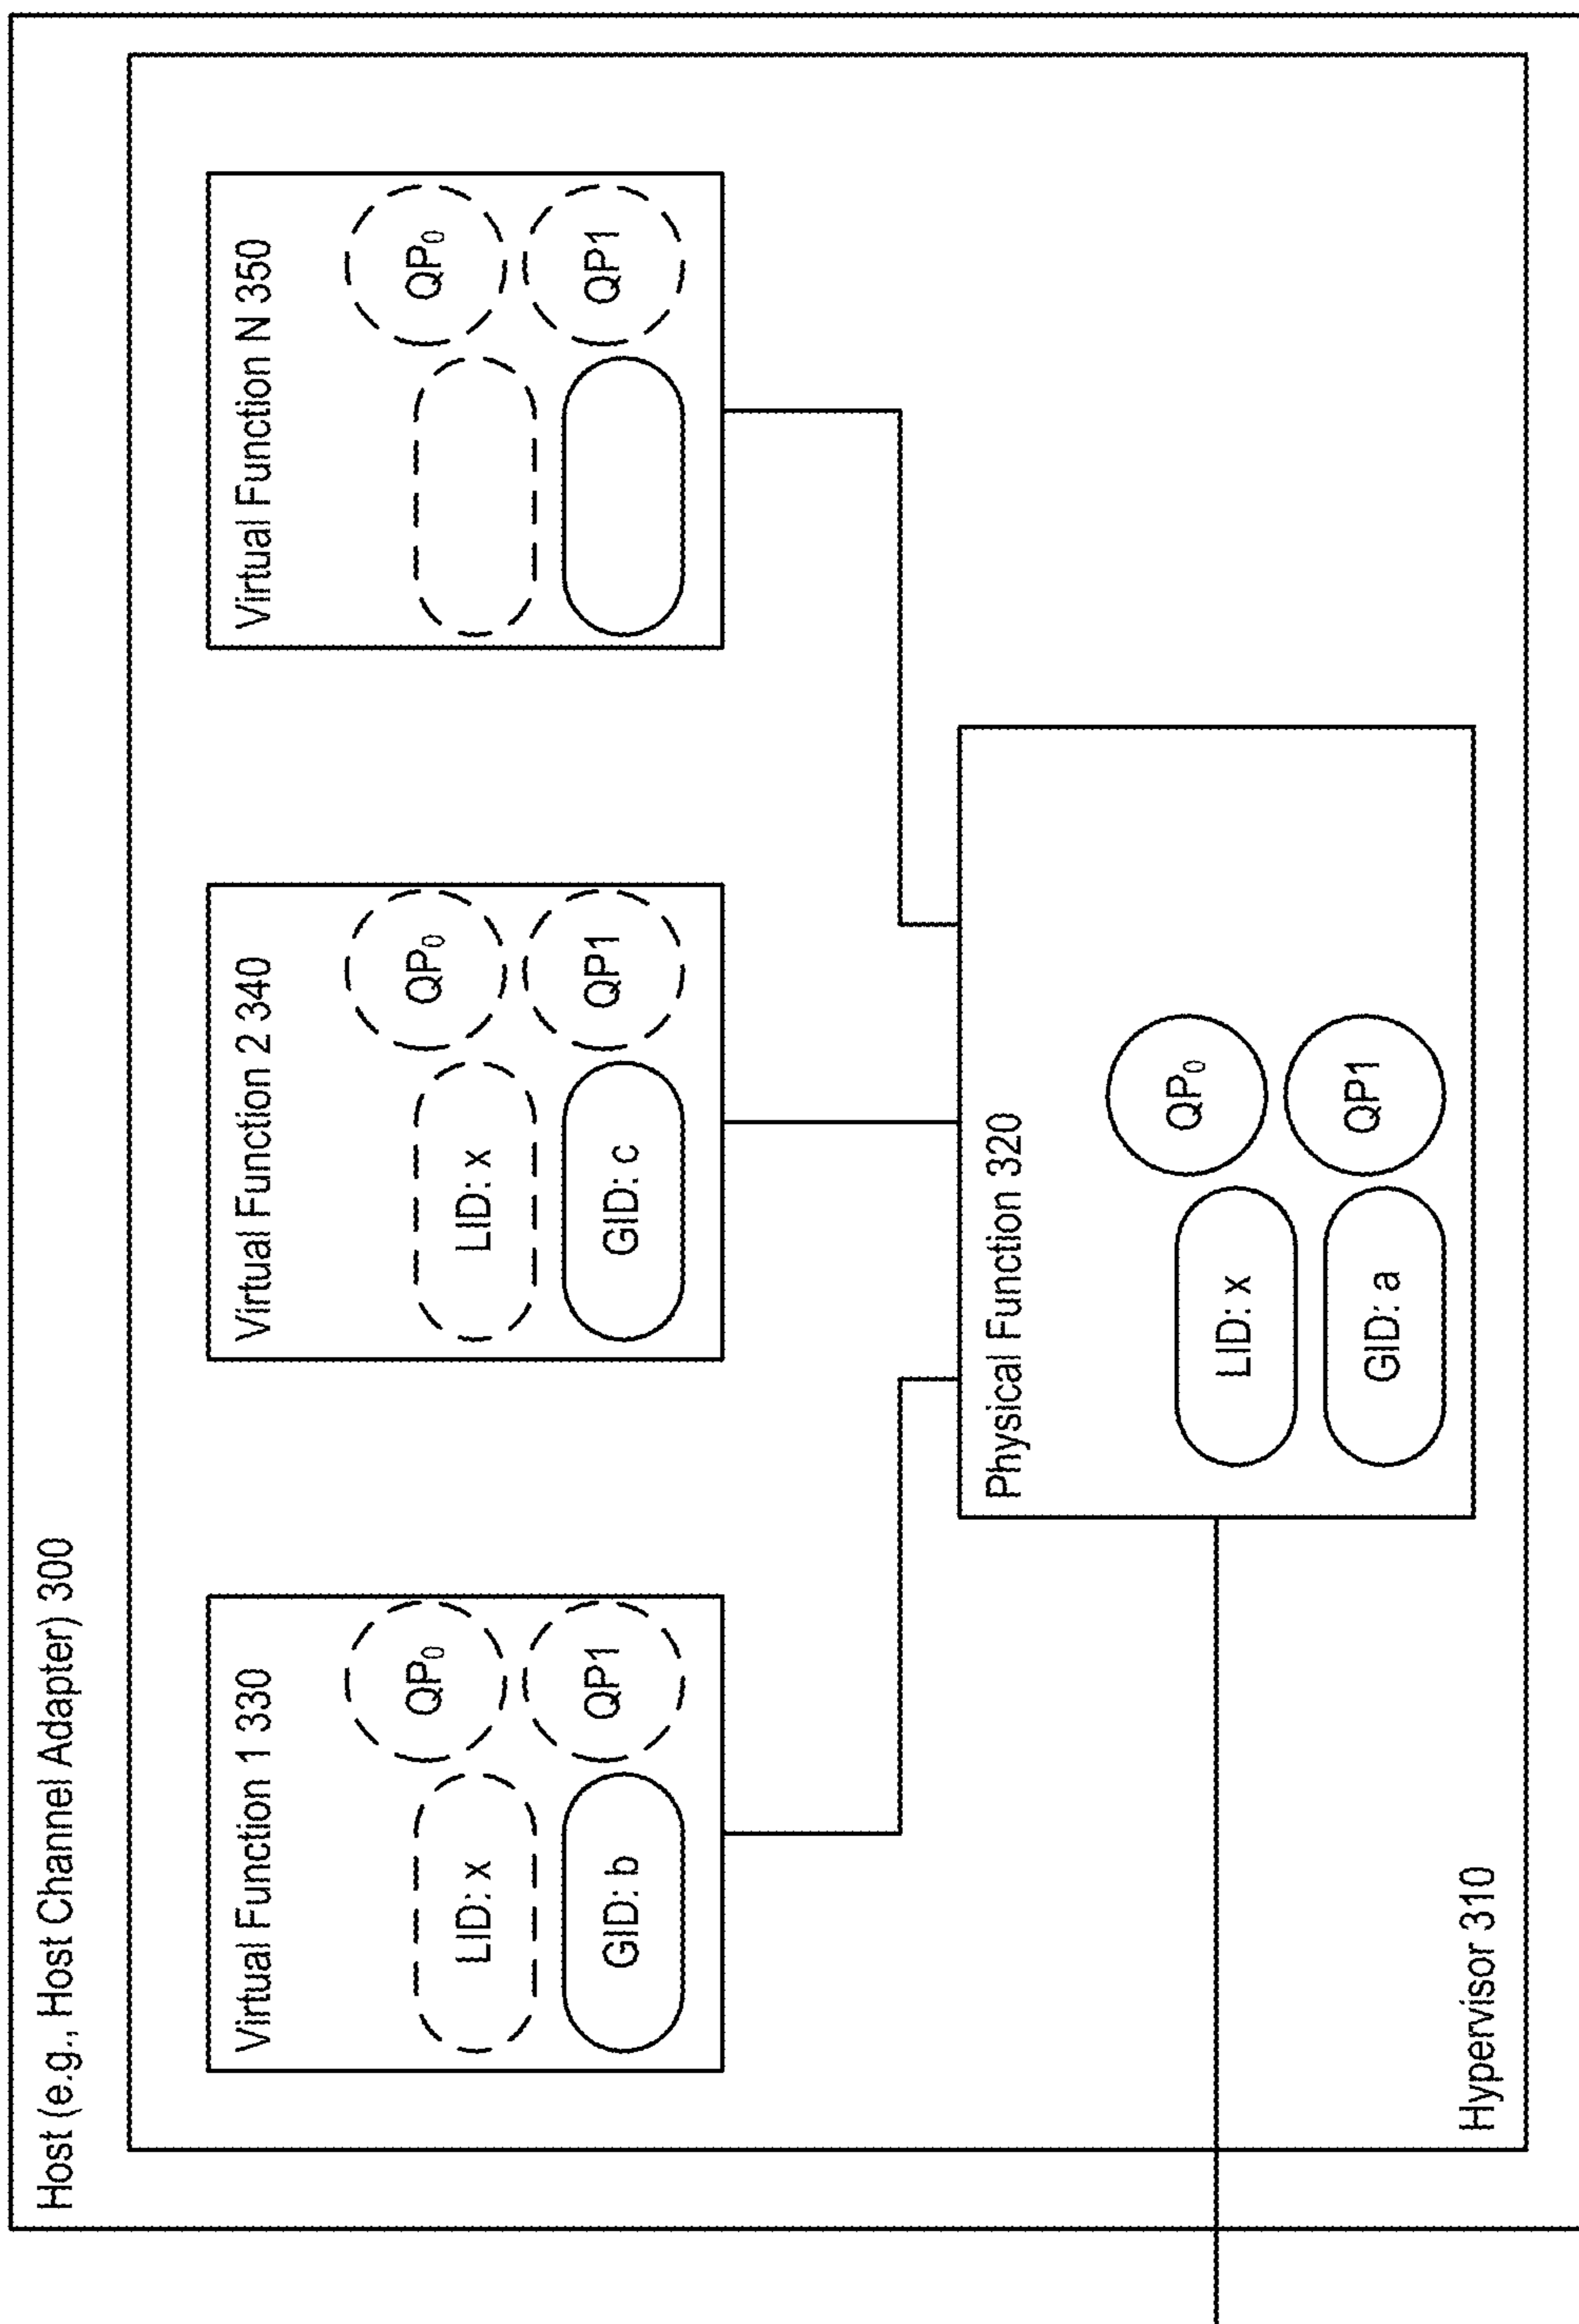 Host (e.g., Host Channel Adapter) 300
Virtual Function 1 330
LID: x
QP₀
GID: b
QP1
Virtual Function 2 340
LID: x
QP₀
GID: c
QP1
Virtual Function N 350
QP₀
QP1
Physical Function 320
LID: x
QP₀
GID: a
QP1
Hypervisor 310